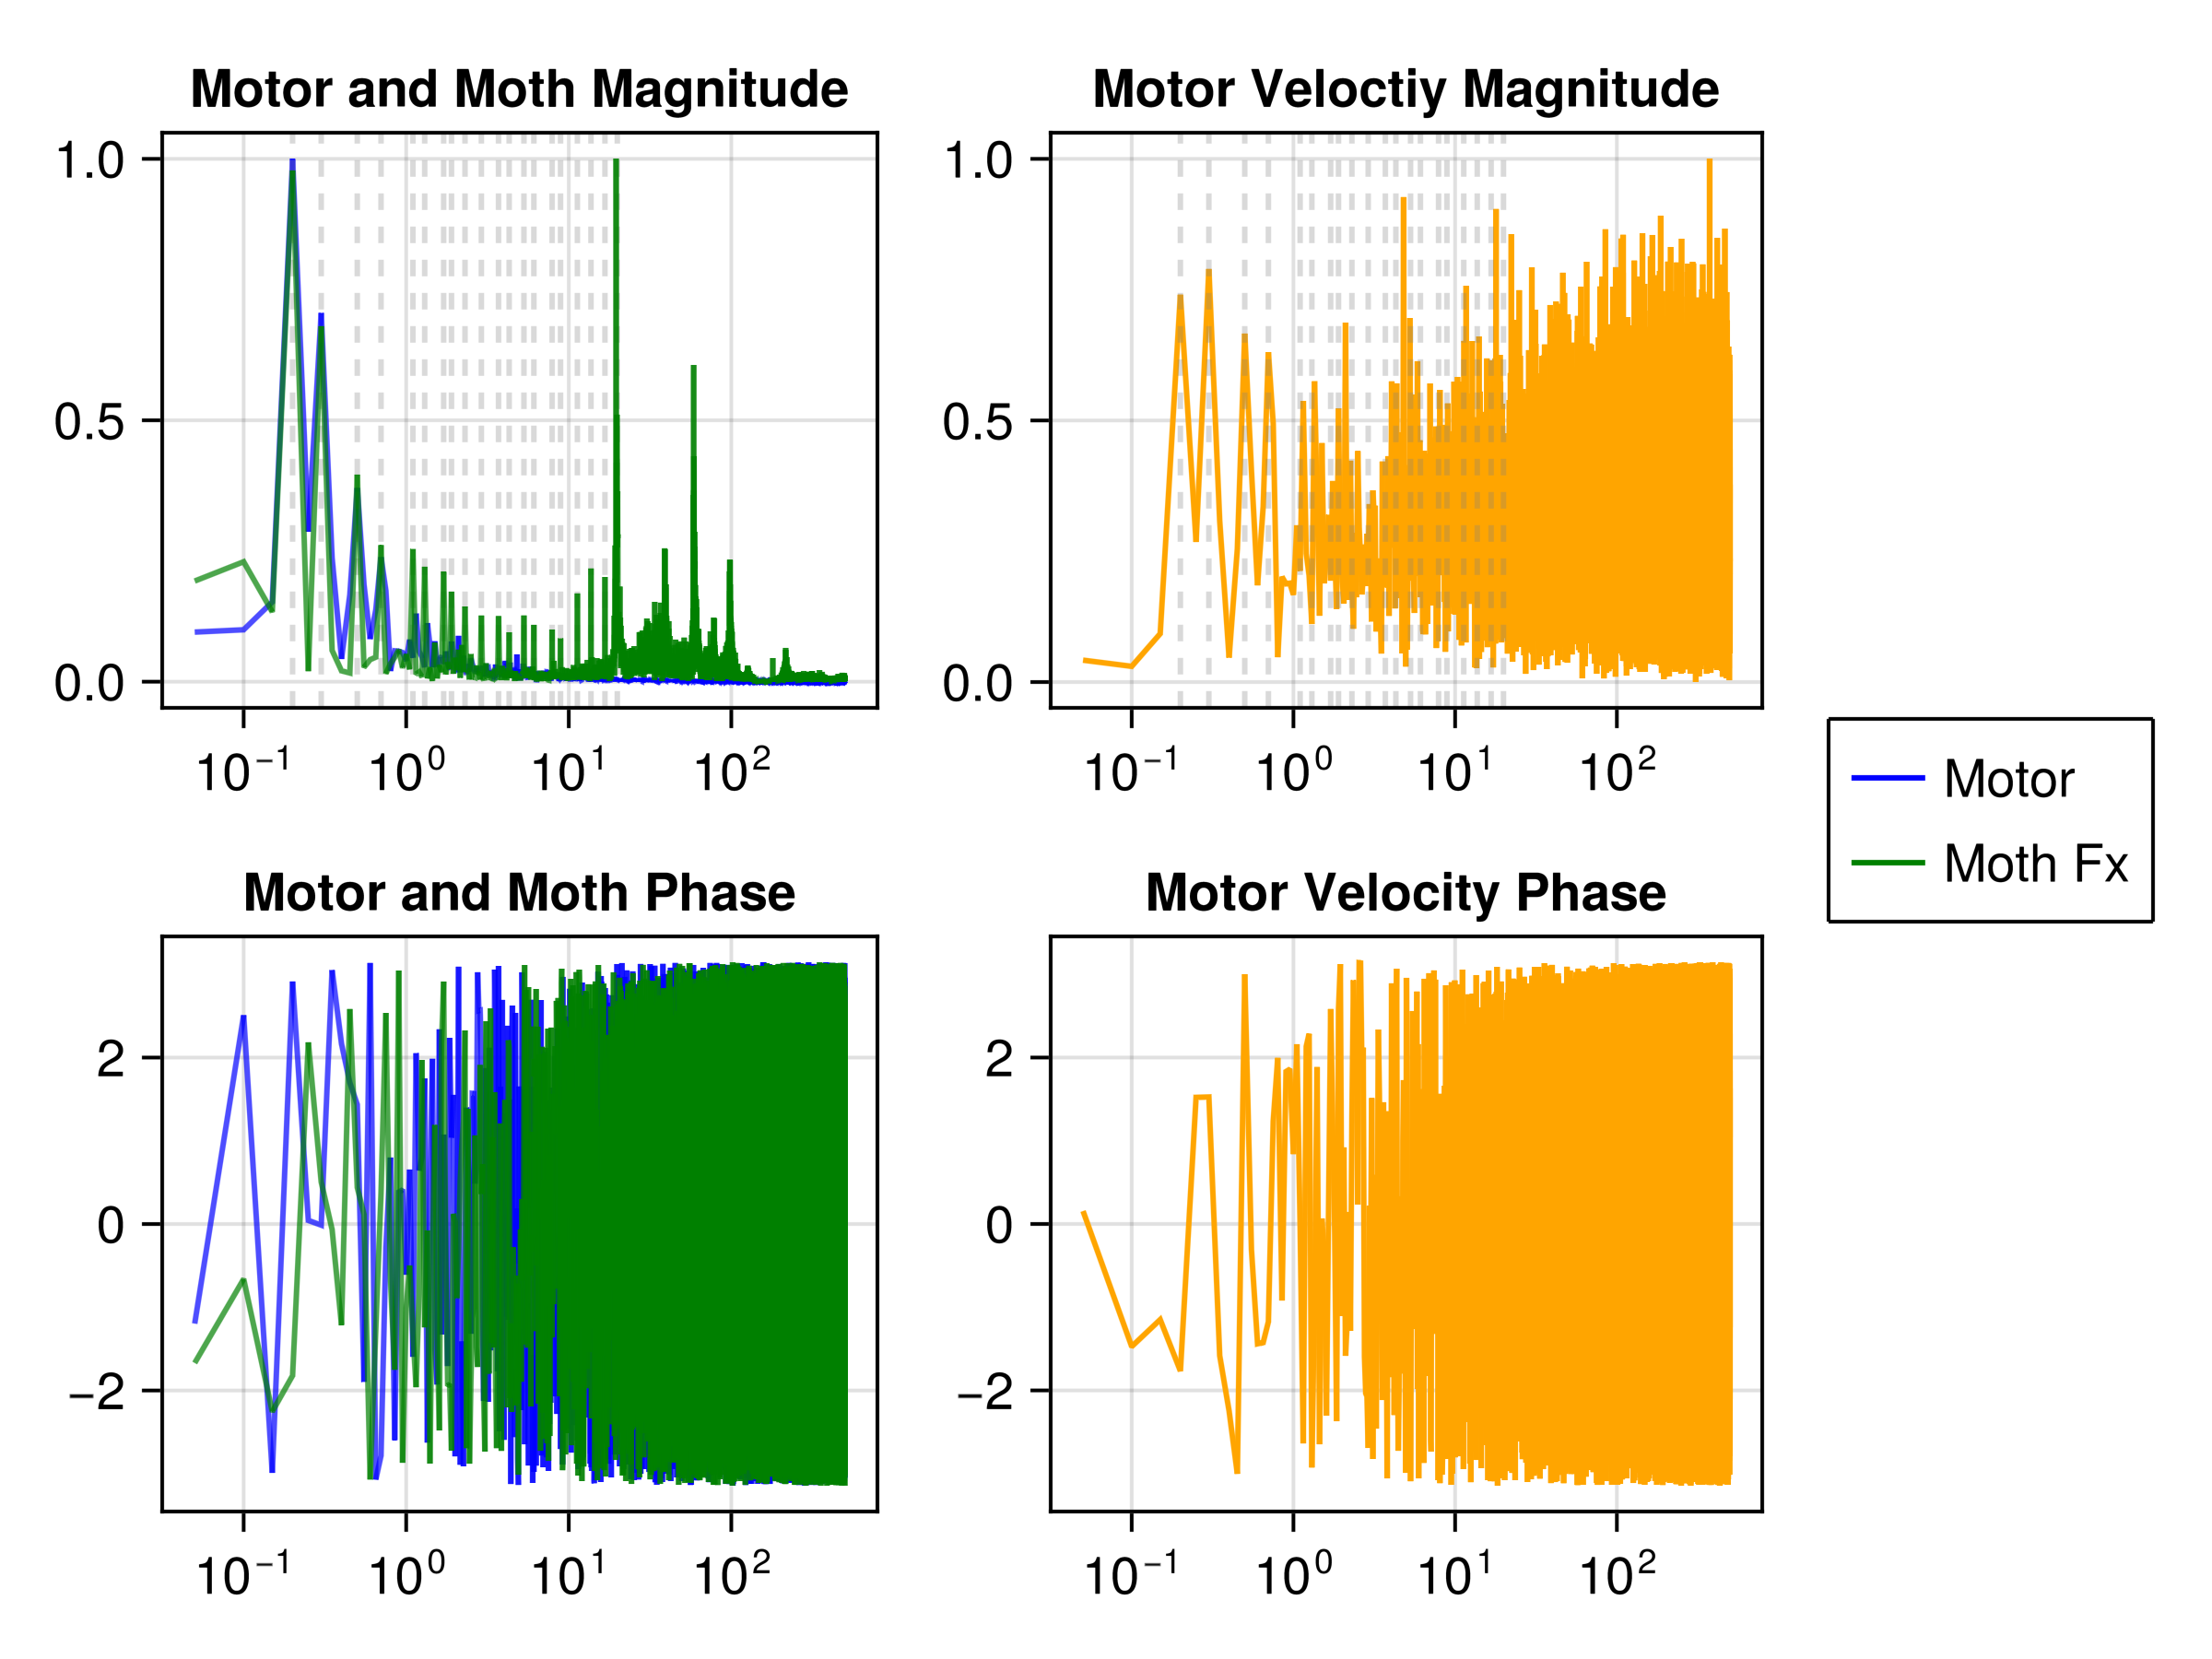 Motor and Moth Magnitude
1.0
0.5
0.0
10⁻¹ 10⁰ 10¹ 10²
Motor Veloctiy Magnitude
1.0
0.5
0.0
10⁻¹ 10⁰ 10¹ 10²
Motor
Moth Fx
Motor and Moth Phase
2
0
−2
10⁻¹ 10⁰ 10¹ 10²
Motor Velocity Phase
2
0
−2
10⁻¹ 10⁰ 10¹ 10²